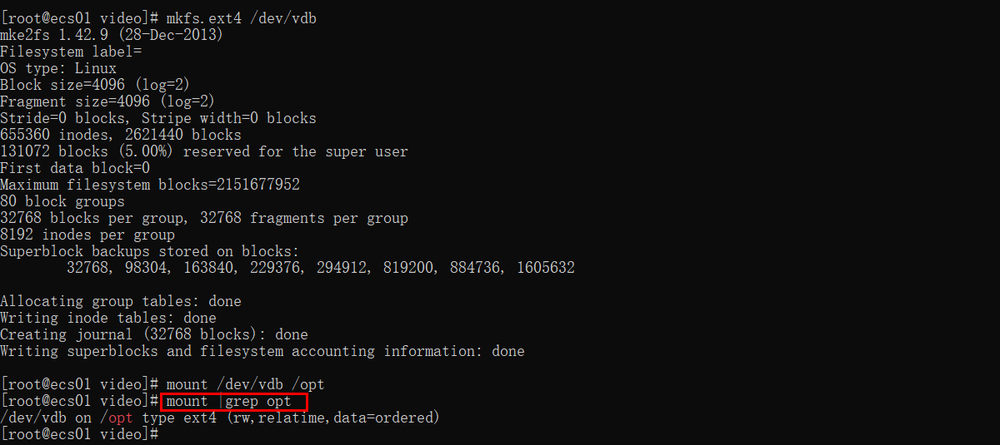 [root@ecs01 video]# mkfs.ext4 /dev/vdb
mke2fs 1.42.9 (28-Dec-2013)
Filesystem label=
OS type: Linux
Block size=4096 (log=2)
Fragment size=4096 (log=2)
Stride=0 blocks, Stripe width=0 blocks
655360 inodes, 2621440 blocks
131072 blocks (5.00%) reserved for the super user
First data block=0
Maximum filesystem blocks=2151677952
80 block groups
32768 blocks per group, 32768 fragments per group
8192 inodes per group
Superblock backups stored on blocks:
        32768, 98304, 163840, 229376, 294912, 819200, 884736, 1605632
Allocating group tables: done
Writing inode tables: done
Creating journal (32768 blocks): done
Writing superblocks and filesystem accounting information: done
[root@ecs01 video]# mount /dev/vdb /opt
[root@ecs01 video]# mount |grep opt
/dev/vdb on /opt type ext4 (rw,relatime,data=ordered)
[root@ecs01 video]#